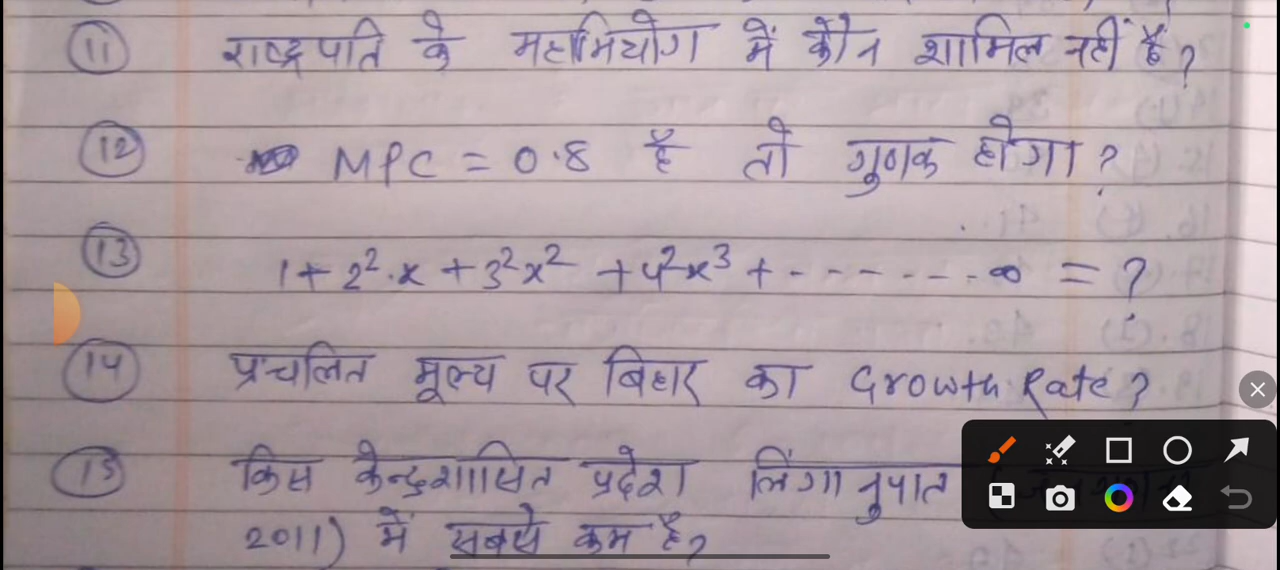 11 राष्ट्रपति के महाभियोग में कौन शामिल नहीं है?
12 MPC = 0.8 है तो गुणक होगा?
13 1 + 2².x + 3²x² + 4²x³ + - - - - - - - ∞ = ?
14 प्रचलित मूल्य पर बिहार का Growth Rate?
15 किस केन्द्रशासित प्रदेश लिंगानुपात
2011) में सबसे कम है?